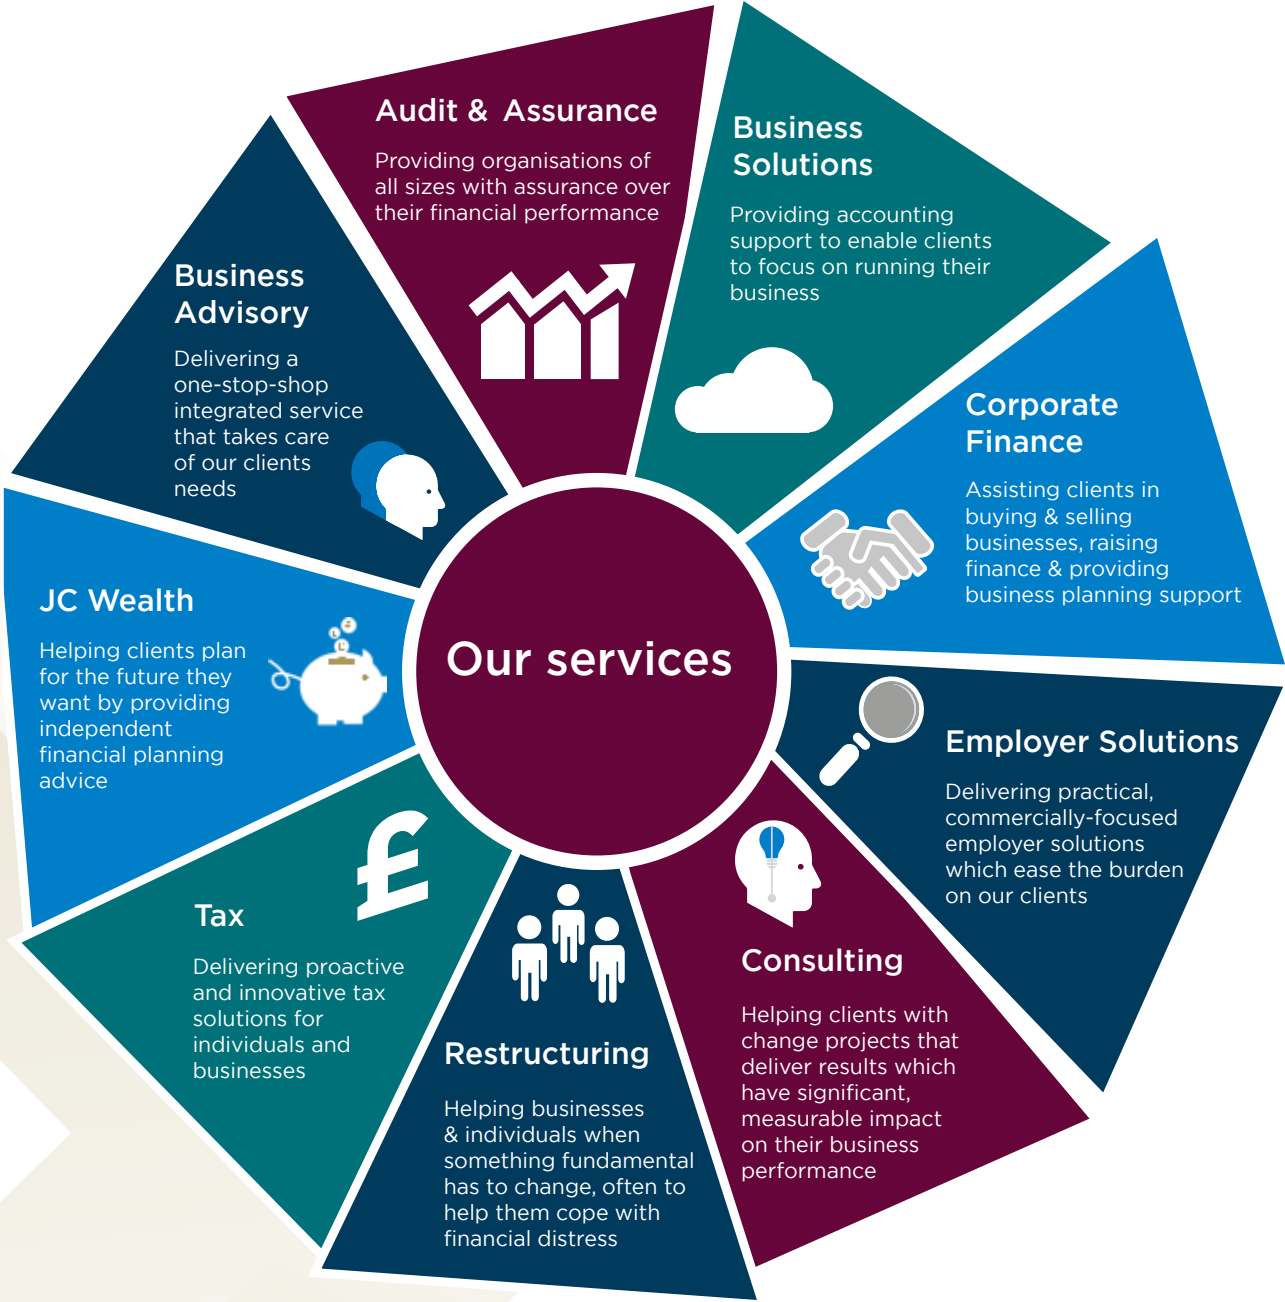 Our services
Audit & Assurance
Providing organisations of
all sizes with assurance over
their financial performance
Business
Solutions
Providing accounting
support to enable clients
to focus on running their
business
Corporate
Finance
Assisting clients in
buying & selling
businesses, raising
finance & providing
business planning support
Employer Solutions
Delivering practical,
commercially-focused
employer solutions
which ease the burden
on our clients
Consulting
Helping clients with
change projects that
deliver results which
have significant,
measurable impact
on their business
performance
Restructuring
Helping businesses
& individuals when
something fundamental
has to change, often to
help them cope with
financial distress
£
Tax
Delivering proactive
and innovative tax
solutions for
individuals and
businesses
JC Wealth
Helping clients plan
for the future they
want by providing
independent
financial planning
advice
Business
Advisory
Delivering a
one-stop-shop
integrated service
that takes care
of our clients
needs